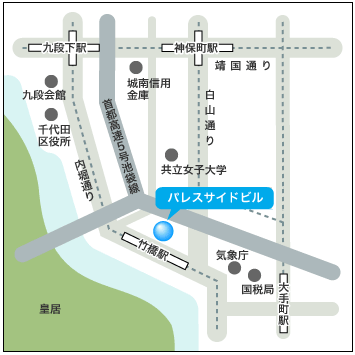 九段下駅
神保町駅
靖国通り
九段会館
城南信用
金庫
千代田
区役所
首都高速5号池袋線
白山通り
内堀通り
共立女子大学
パレスサイドビル
竹橋駅
気象庁
国税局
大手町駅
皇居